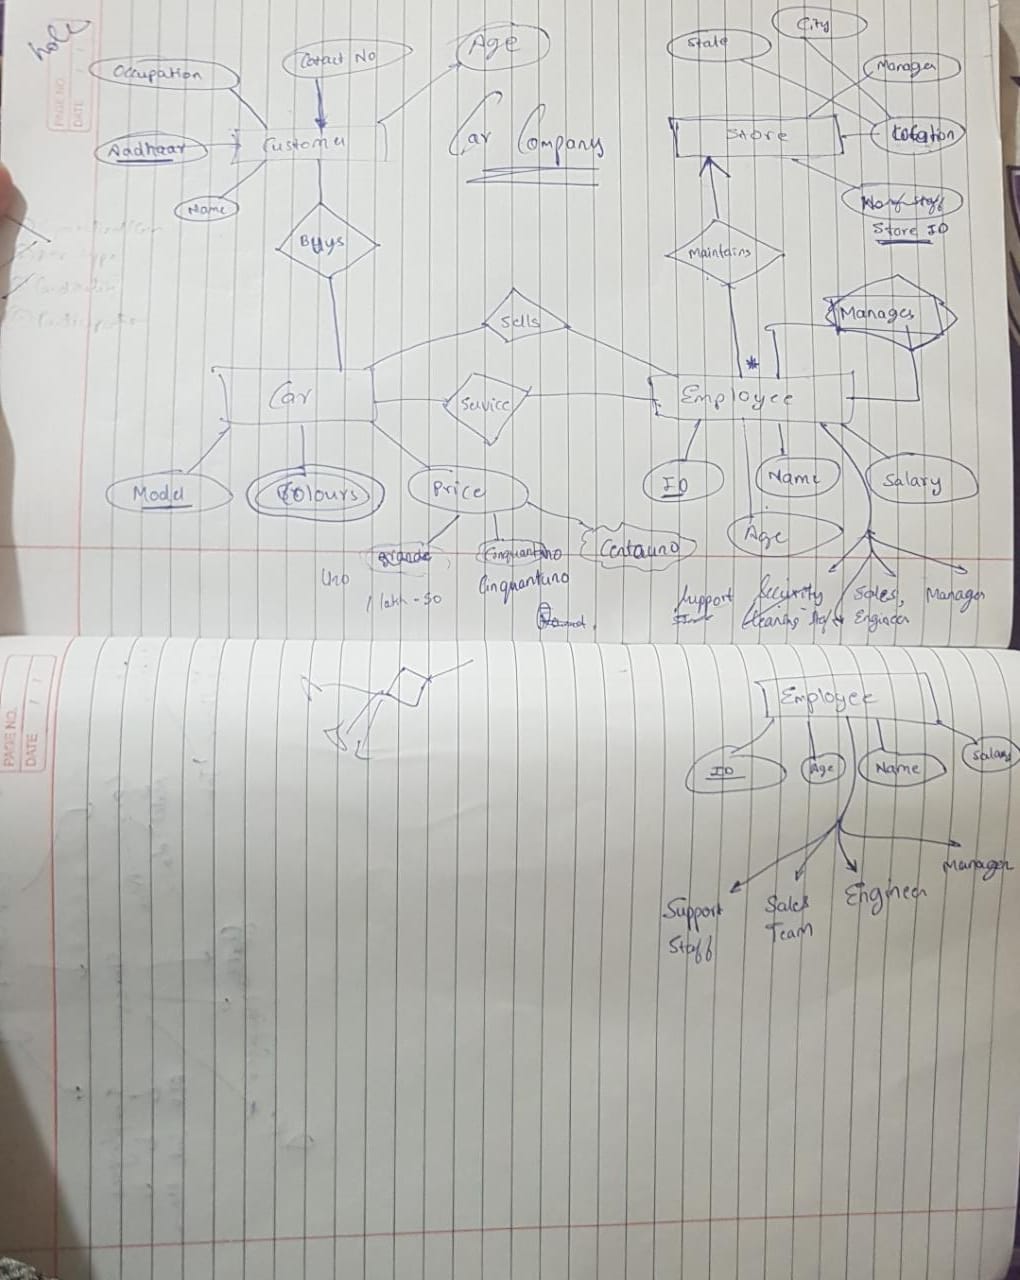 hole
PAGE NO.
DATE
Occupation
Contact No
Age
State
City
Manager
Aadhaar
Customer
Car Company
Store
Location
Name
No of staff
Store ID
Buys
Maintains
Sells
Manages
*
Car
Service
Employee
Model
Colours
Price
ID
Name
Salary
Age
Grande
Cinquantuno
Centauno
Uno
1 lakh - 50
Cinquantuno
Support
Security
Sales,
Manager
Cleaning Staff
Engineer
PAGE NO.
DATE
Employee
ID
Age
Name
Salary
Support
Staff
Sales
Team
Engineer
Manager